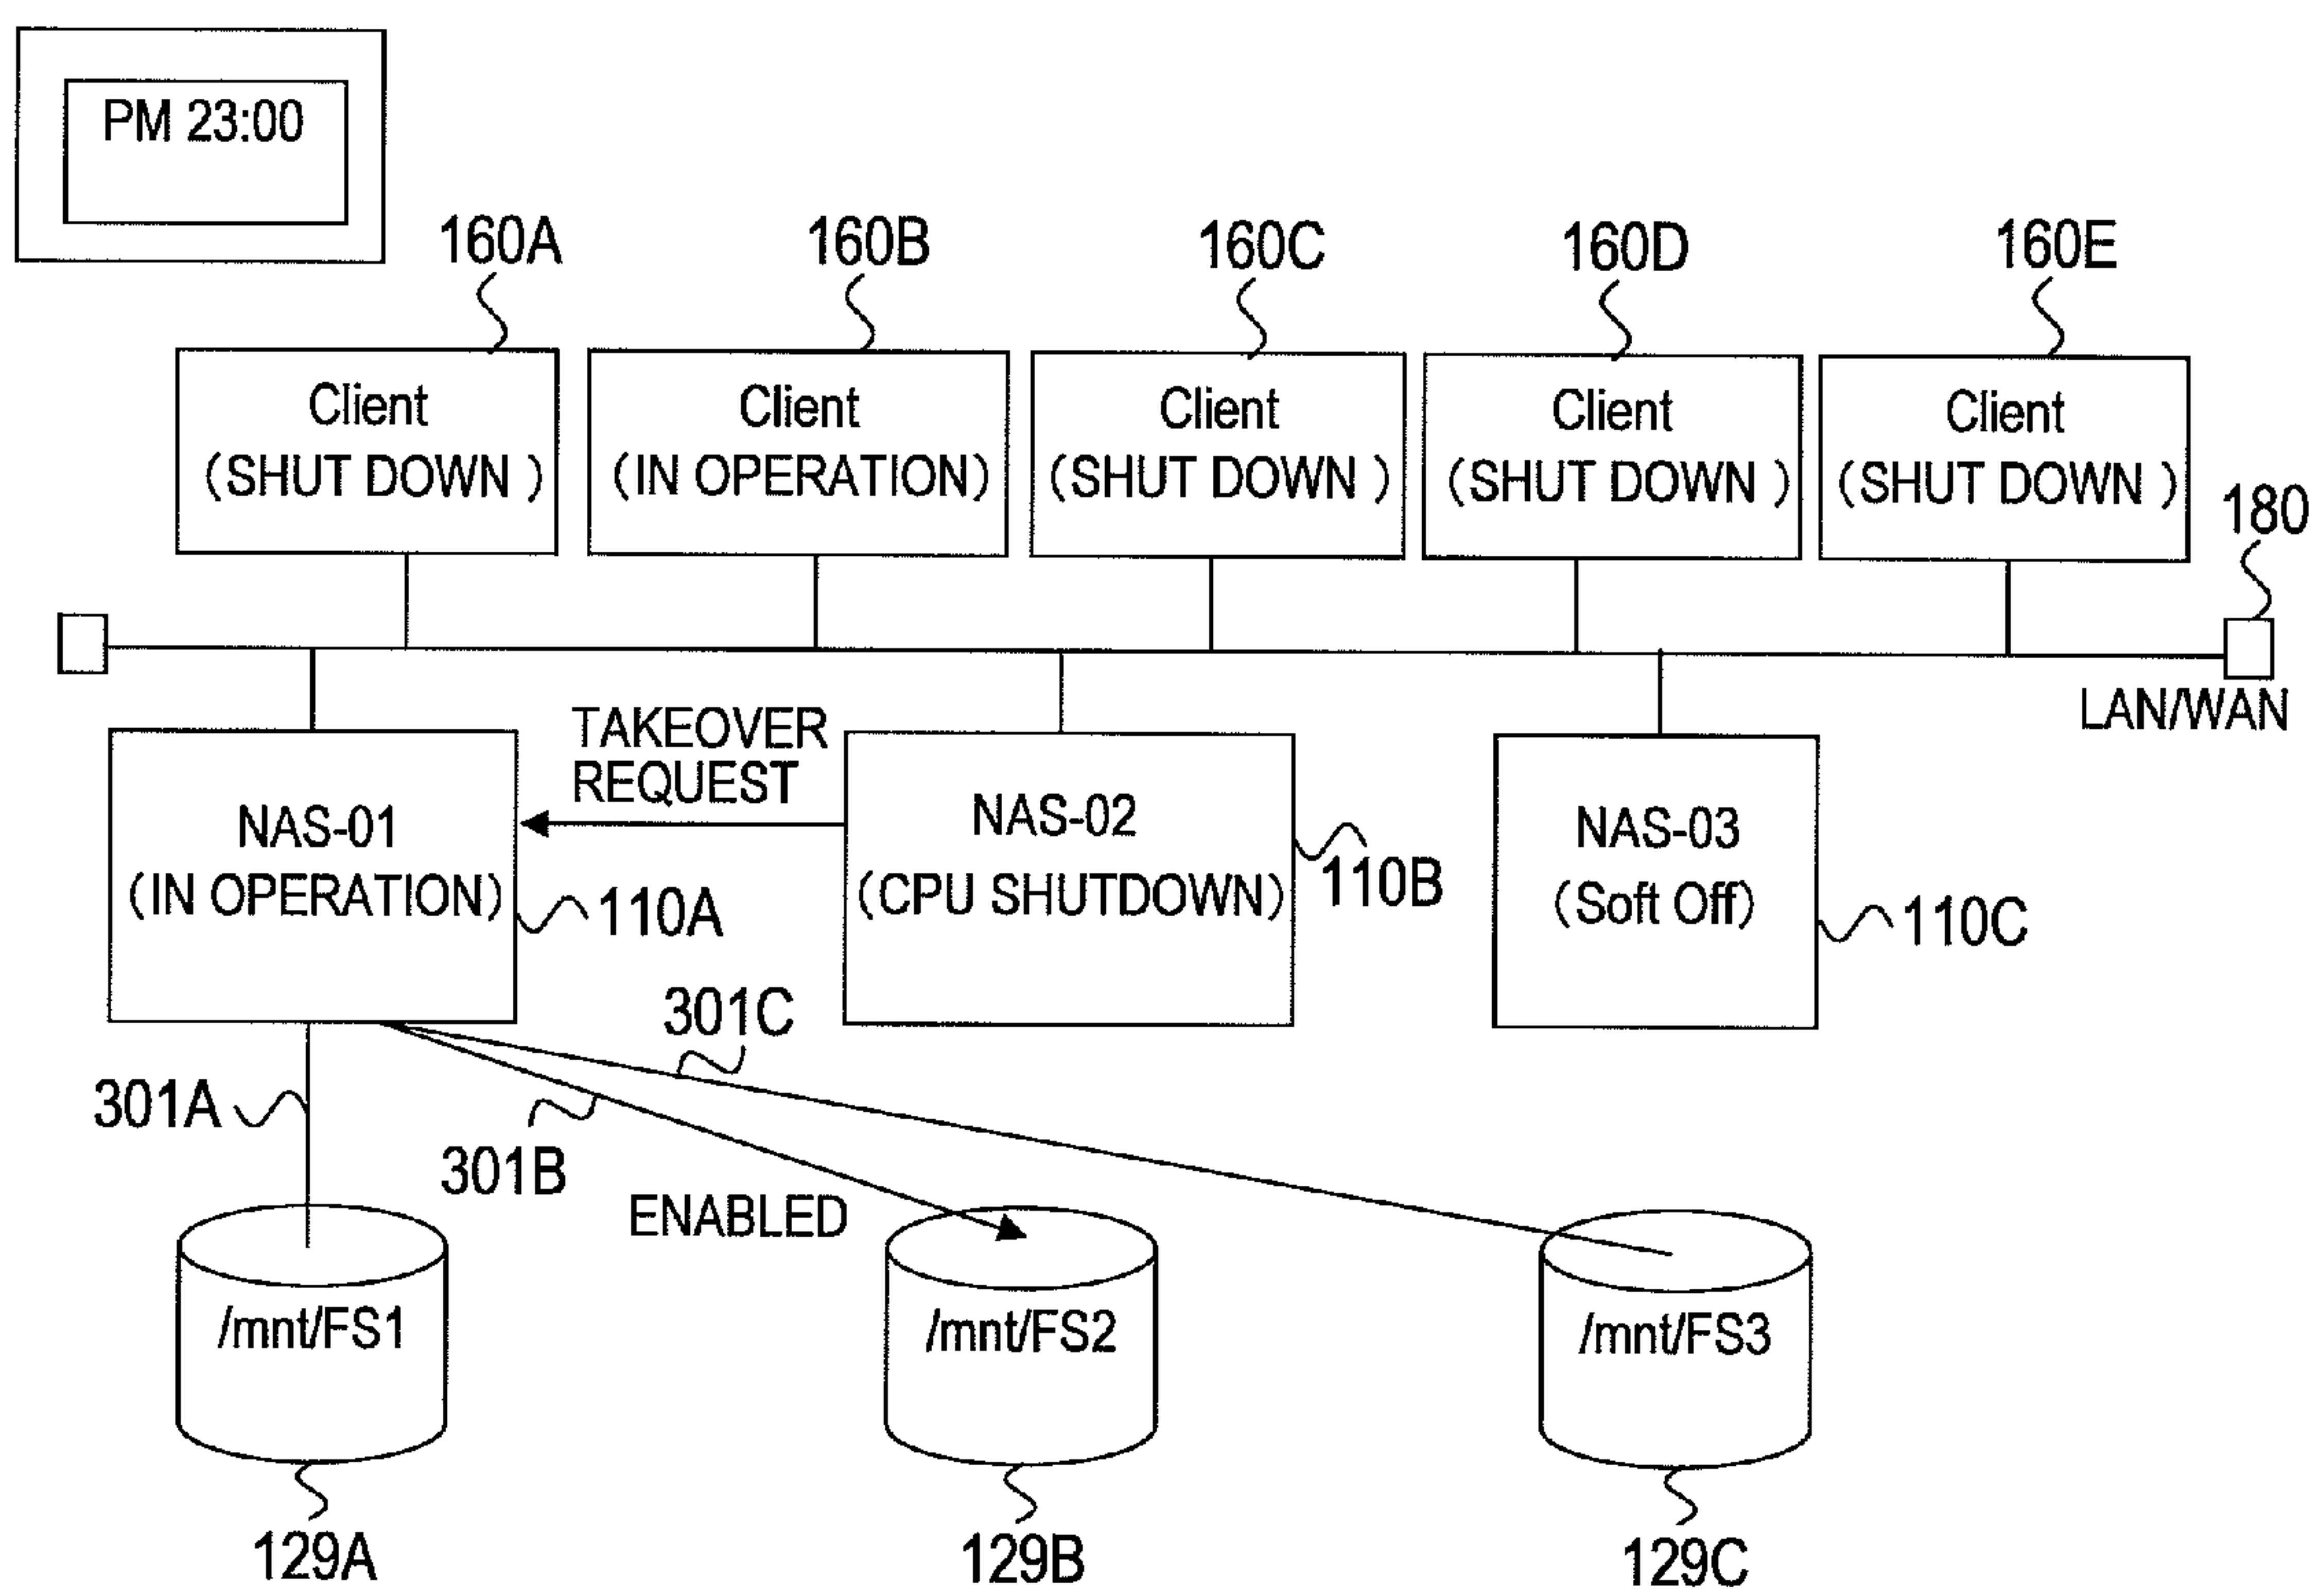 PM 23:00
160A
160B
160C
160D
160E
Client
(SHUT DOWN )
Client
(IN OPERATION)
Client
(SHUT DOWN )
Client
(SHUT DOWN )
Client
(SHUT DOWN )
180
LAN/WAN
TAKEOVER
REQUEST
NAS-01
(IN OPERATION)
110A
NAS-02
(CPU SHUTDOWN)
110B
NAS-03
(Soft Off)
110C
301C
301A
301B
ENABLED
/mnt/FS1
/mnt/FS2
/mnt/FS3
129A
129B
129C